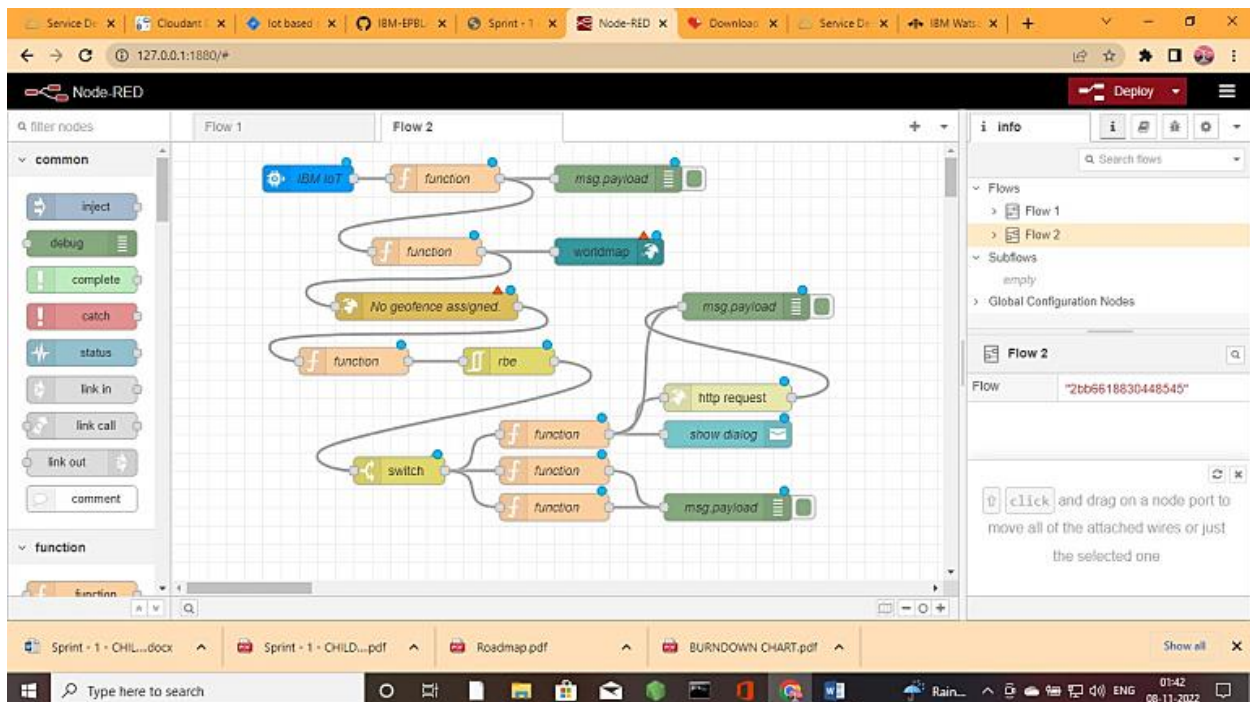 Service De
Cloudant
Iot based
IBM-EPBL
Sprint - 1
Node-RED
Download
Service De
IBM Wats
127.0.0.1:1880/#
Node-RED
Deploy
filter nodes
Flow 1
Flow 2
i info
common
inject
debug
complete
catch
status
link in
link call
link out
comment
function
function
IBM IoT
function
msg.payload
function
worldmap
No geofence assigned.
msg.payload
function
rbe
http request
function
show dialog
switch
function
function
msg.payload
Search flows
Flows
Flow 1
Flow 2
Subflows
empty
Global Configuration Nodes
Flow 2
Flow "2bb6618830448545"
click and drag on a node port to
move all of the attached wires or just
the selected one
Sprint - 1 - CHIL....docx
Sprint - 1 - CHILD....pdf
Roadmap.pdf
BURNDOWN CHART.pdf
Show all
Type here to search
Rain...
ENG
01:42
08-11-2022